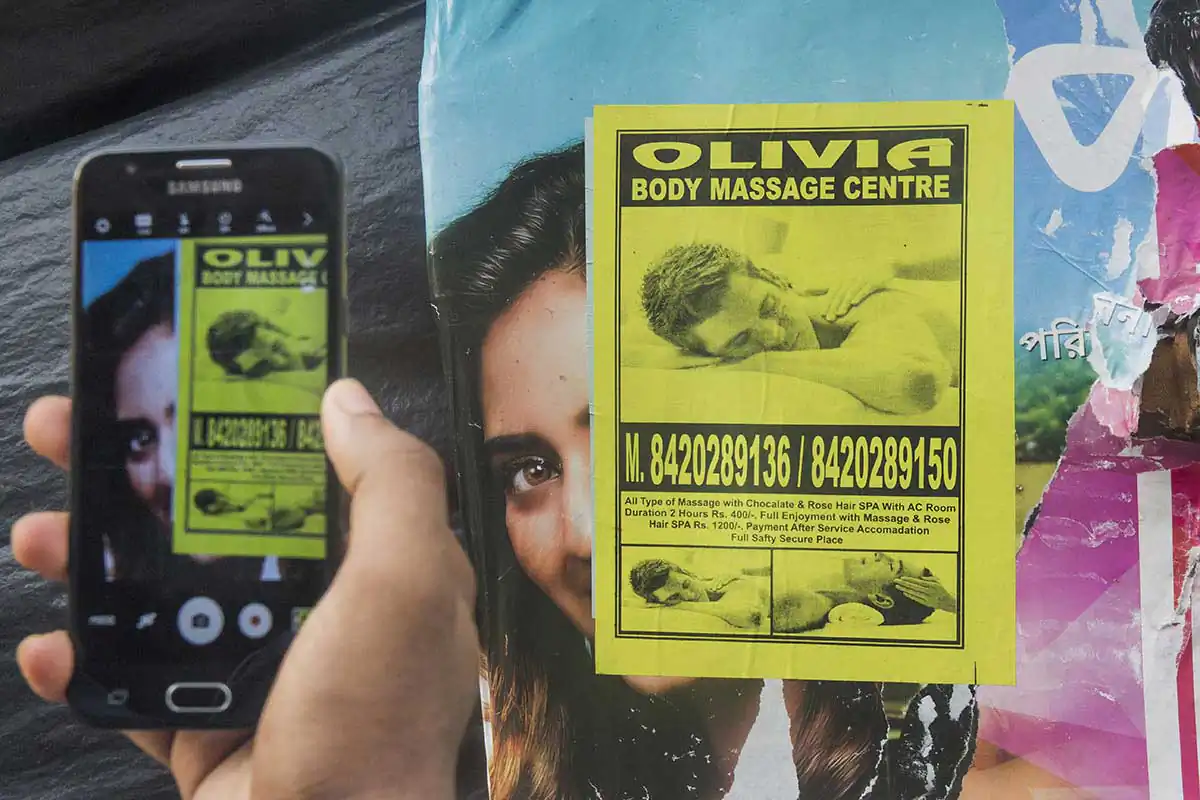 SAMSUNG
OLIV
BODY MASSAGE
M. 8420289136 / 842
OLIVIA
BODY MASSAGE CENTRE
M. 8420289136 / 8420289150
All Type of Massage with Chocalate & Rose Hair SPA With AC Room
Duration 2 Hours Rs. 400/-, Full Enjoyment with Massage & Rose
Hair SPA Rs. 1200/-, Payment After Service Accomadation
Full Safty Secure Place
পরি